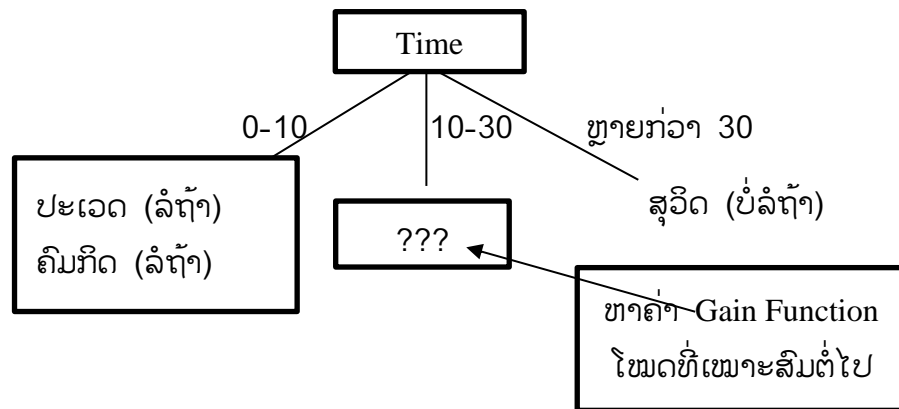 Time
0-10
10-30
ຫຼາຍກ່ວາ 30
ປະເວດ (ລໍຖ້າ)
ຄົມກິດ (ລໍຖ້າ)
???
ສຸວິດ (ບໍ່ລໍຖ້າ)
ຫາຄ່າ Gain Function
ໂໝດທີ່ເໝາະສົມຕໍ່ໄປ